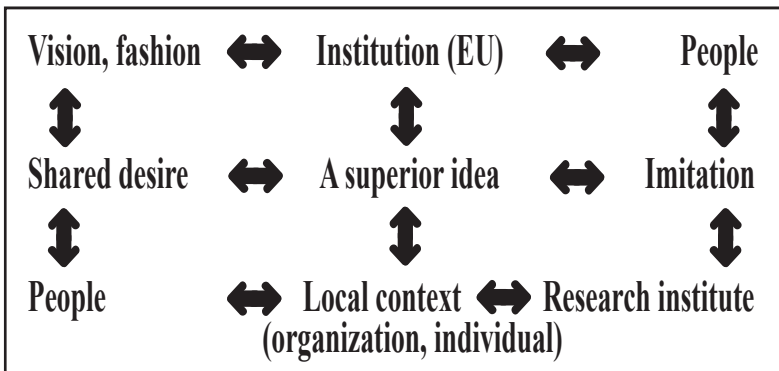 Vision, fashion Institution (EU) People
Shared desire A superior idea Imitation
People Local context Research institute
(organization, individual)